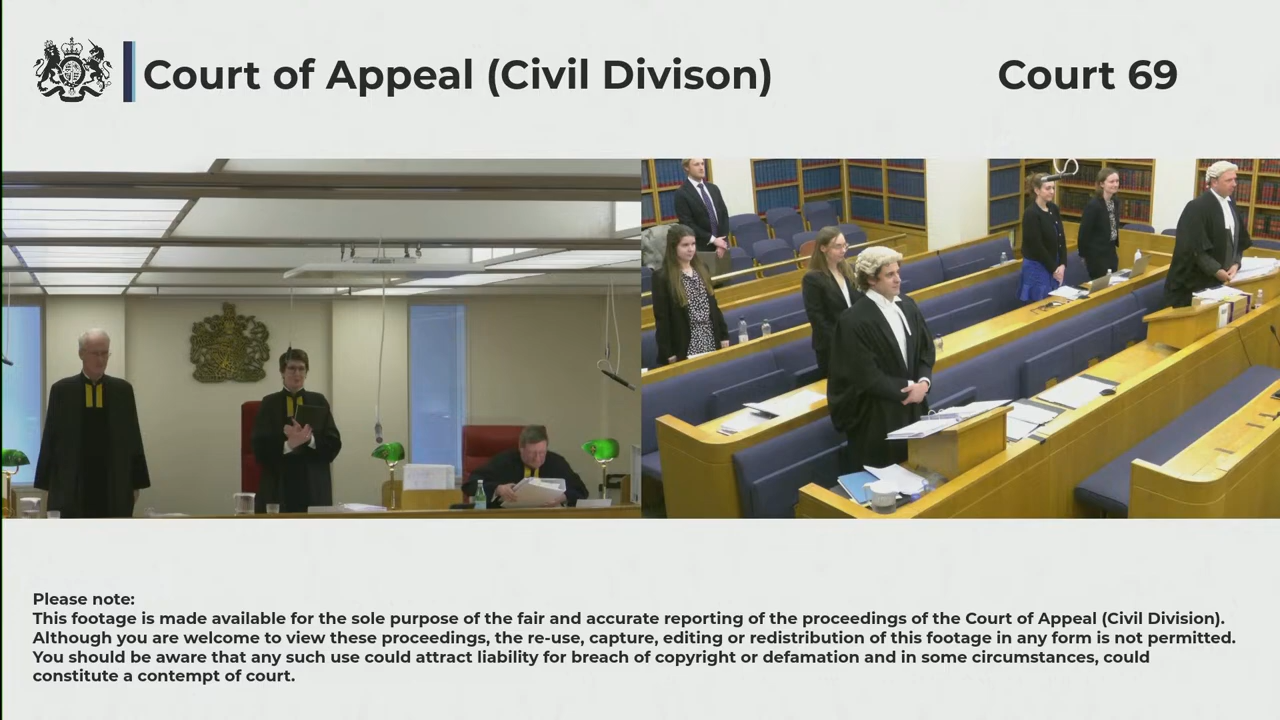 Court of Appeal (Civil Divison)
Court 69
Please note:
This footage is made available for the sole purpose of the fair and accurate reporting of the proceedings of the Court of Appeal (Civil Division).
Although you are welcome to view these proceedings, the re-use, capture, editing or redistribution of this footage in any form is not permitted.
You should be aware that any such use could attract liability for breach of copyright or defamation and in some circumstances, could
constitute a contempt of court.